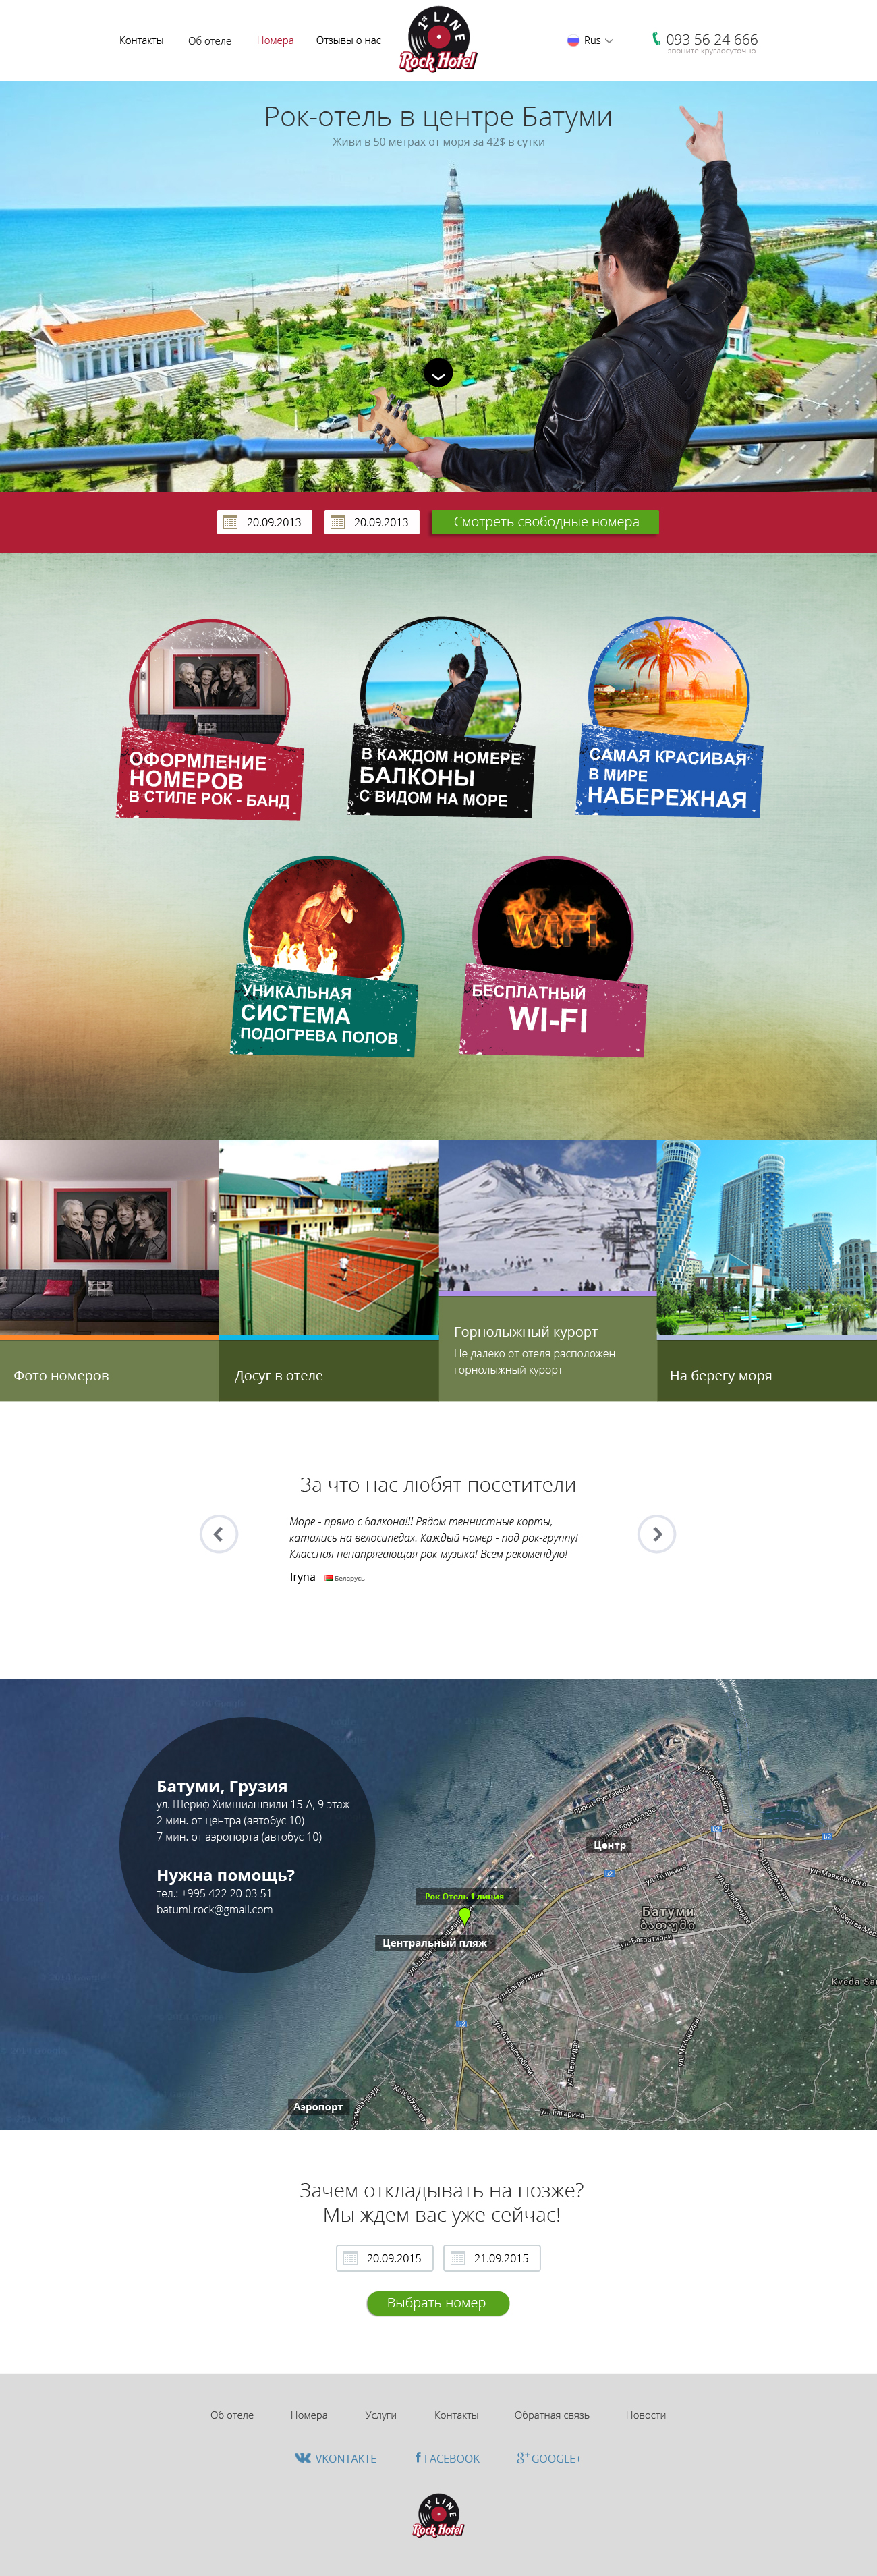 Контакты
Об отеле
Номера
Отзывы о нас
1st LINE
Rock Hotel
Rus
093 56 24 666
звоните круглосуточно
Рок-отель в центре Батуми
Живи в 50 метрах от моря за 42$ в сутки
20.09.2013
20.09.2013
Смотреть свободные номера
ОФОРМЛЕНИЕ
НОМЕРОВ
В СТИЛЕ РОК - БАНД
В КАЖДОМ НОМЕРЕ
БАЛКОНЫ
С ВИДОМ НА МОРЕ
САМАЯ КРАСИВАЯ
В МИРЕ
НАБЕРЕЖНАЯ
УНИКАЛЬНАЯ
СИСТЕМА
ПОДОГРЕВА ПОЛОВ
WiFi
БЕСПЛАТНЫЙ
WI-FI
Фото номеров
Досуг в отеле
Горнолыжный курорт
Не далеко от отеля расположен
горнолыжный курорт
На берегу моря
За что нас любят посетители
Море - прямо с балкона!!! Рядом теннистные корты,
катались на велосипедах. Каждый номер - под рок-группу!
Классная ненапрягающая рок-музыка! Всем рекомендую!
Iryna
Беларусь
Батуми, Грузия
ул. Шериф Химшиашвили 15-А, 9 этаж
2 мин. от центра (автобус 10)
7 мин. от аэропорта (автобус 10)
Нужна помощь?
тел.: +995 422 20 03 51
batumi.rock@gmail.com
Центр
Рок Отель 1 линия
Центральный пляж
Аэропорт
Батуми
ბათუმი
ул. Пушкина
ул. Багратиони
ул. Багратиони
ул. Гагарина
Зачем откладывать на позже?
Мы ждем вас уже сейчас!
20.09.2015
21.09.2015
Выбрать номер
Об отеле
Номера
Услуги
Контакты
Обратная связь
Новости
VKONTAKTE
FACEBOOK
GOOGLE+
1st LINE
Rock Hotel